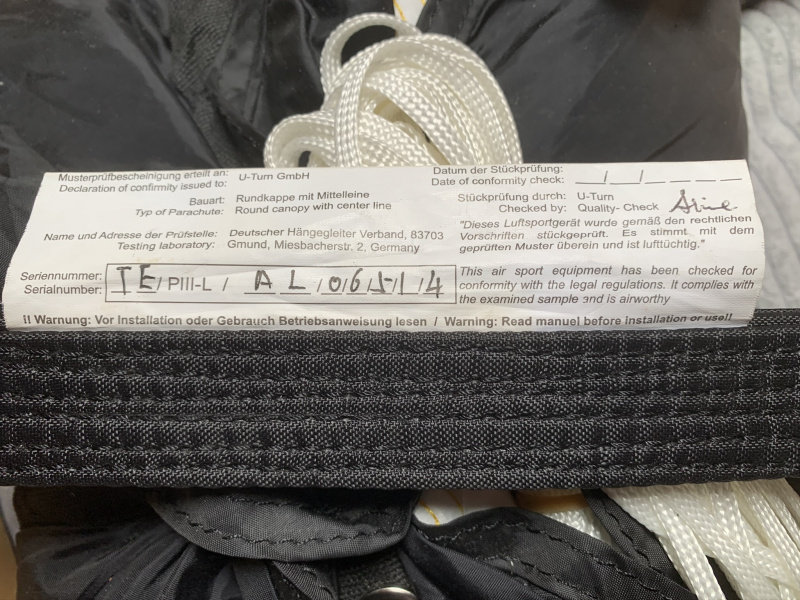 Musterprüfbescheinigung erteilt an: U-Turn GmbH
Declaration of confirmity issued to:
Bauart: Rundkappe mit Mittelleine
Typ of Parachute: Round canopy with center line
Name und Adresse der Prüfstelle: Deutscher Hängegleiter Verband, 83703
Testing laboratory: Gmund, Miesbacherstr. 2, Germany
Seriennummer:
Serialnumber: TE/PIII-L / AL/0/6/5/1/4
Datum der Stückprüfung:
Date of conformity check: _/_/_ _ _ _
Stückprüfung durch: U-Turn
Checked by: Quality- Check
"Dieses Luftsportgerät wurde gemäß den rechtlichen
Vorschriften stückgeprüft. Es stimmt mit dem
geprüften Muster überein und ist lufttüchtig."
This air sport equipment has been checked for
conformity with the legal regulations. It complies with
the examined sample and is airworthy
!! Warnung: Vor Installation oder Gebrauch Betriebsanweisung lesen / Warning: Read manuel before installation or use!!